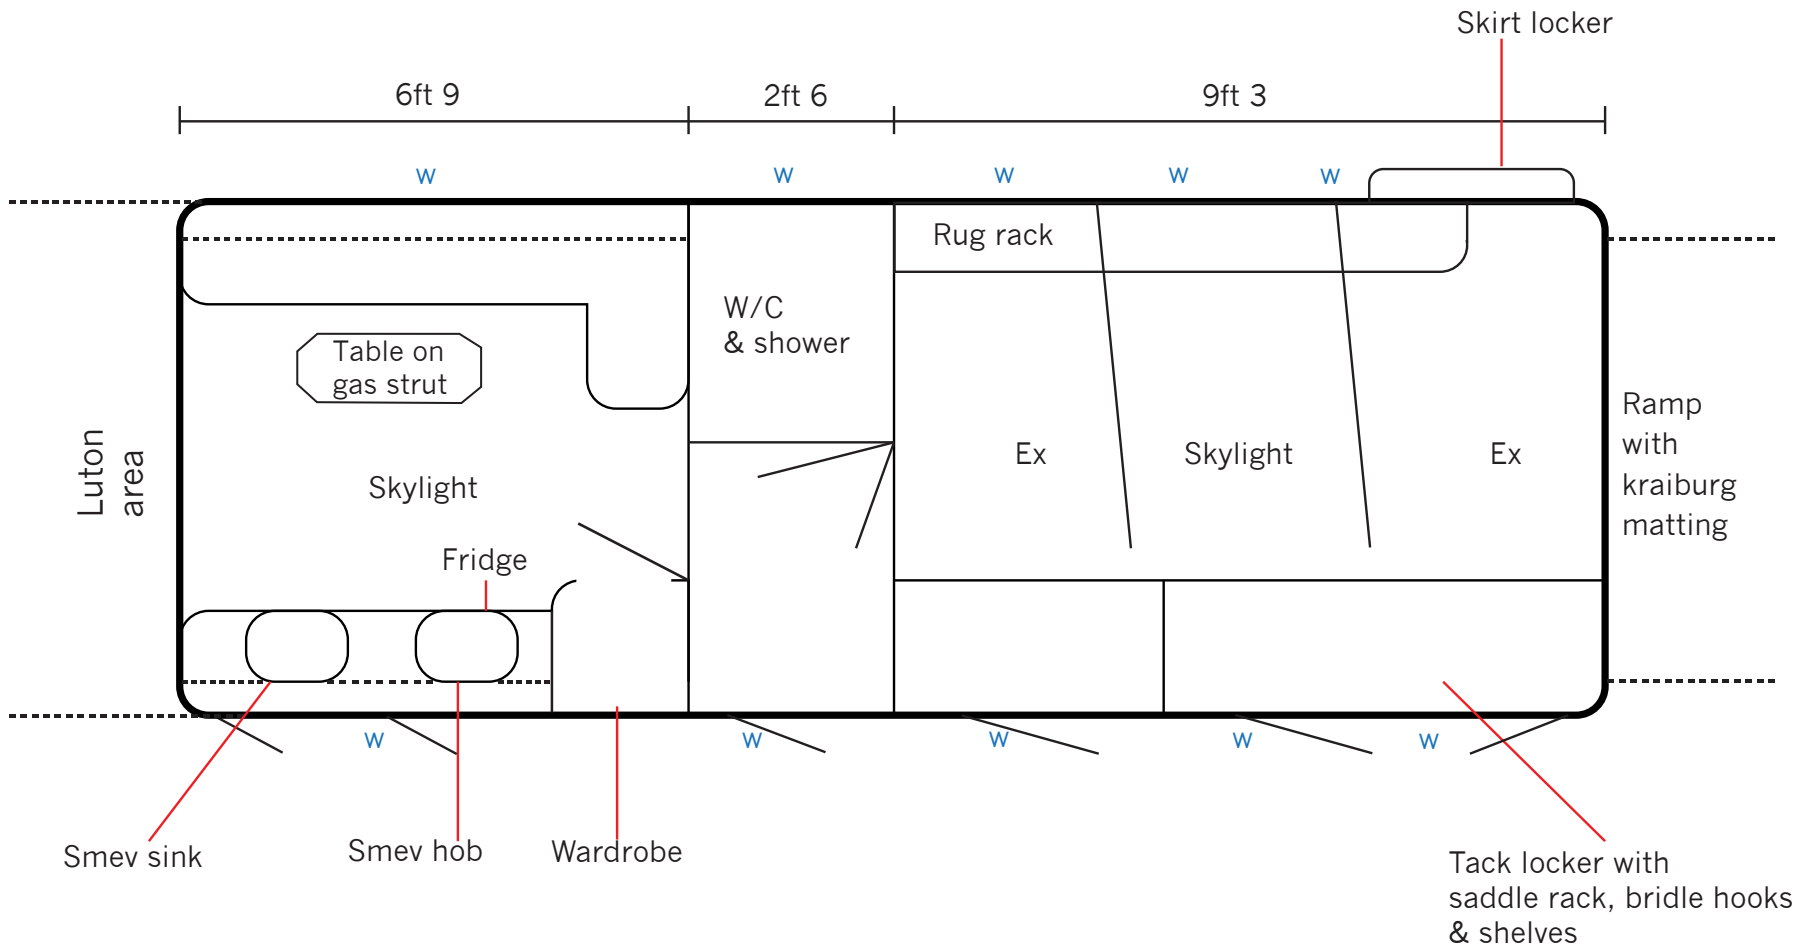 Skirt locker
6ft 9
2ft 6
9ft 3
W
W
W
W
W
Rug rack
W/C
& shower
Table on
gas strut
Luton
area
Skylight
Ex
Skylight
Ex
Ramp
with
kraiburg
matting
Fridge
W
W
W
W
W
Smev sink
Smev hob
Wardrobe
Tack locker with
saddle rack, bridle hooks
& shelves